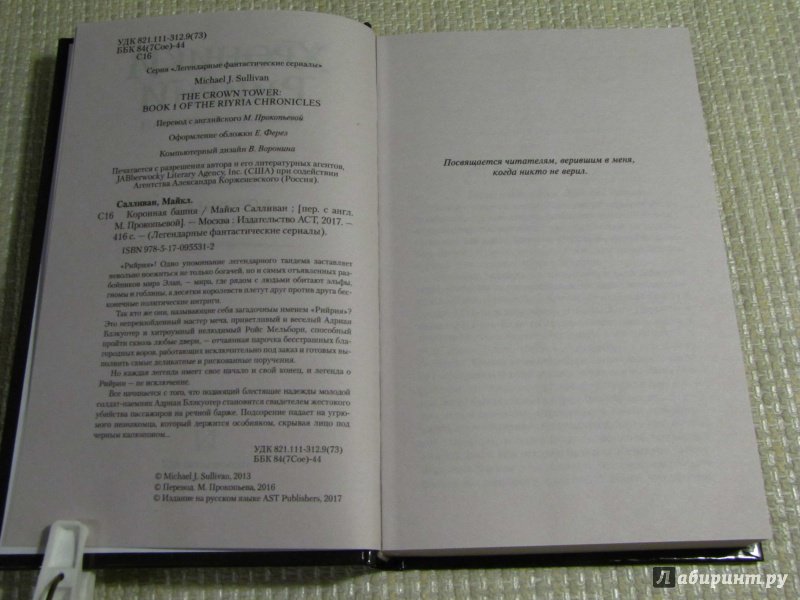 УДК 821.111-312.9(73)
ББК 84(7Сое)-44
С16
Серия «Легендарные фантастические сериалы»
Michael J. Sullivan
THE CROWN TOWER:
BOOK 1 OF THE RIYRIA CHRONICLES
Перевод с английского М. Прокопьевой
Оформление обложки Е. Ферез
Компьютерный дизайн В. Воронина
Печатается с разрешения автора и его литературных агентов,
JABberwocky Literary Agency, Inc. (США) при содействии
Агентства Александра Корженевского (Россия).
Салливан, Майкл.
С16 Коронная башня / Майкл Салливан ; [пер. с англ.
М. Прокопьевой]. — Москва : Издательство АСТ, 2017. —
416 с. — (Легендарные фантастические сериалы).
ISBN 978-5-17-095531-2
«Рийрия»! Одно упоминание легендарного тандема заставляет
невольно поежиться не только богачей, но и самых отъявленных раз-
бойников мира Элан, — мира, где рядом с людьми обитают эльфы,
гномы и гоблины, а десятки королевств плетут друг против друга бес-
конечные политические интриги.
Так кто же они, называющие себя загадочным именем «Рийрия»?
Это непревзойденный мастер меча, приветливый и веселый Адриан
Блэкуотер и хитроумный нелюдимый Ройс Мельборн, способный
пройти сквозь любые двери, — отчаянная парочка бесстрашных бла-
городных воров, работающих исключительно под заказ и готовых вы-
полнить самые деликатные и рискованные поручения.
Но каждая легенда имеет свое начало и свой конец, и легенда о
Рийрии — не исключение.
Все начинается с того, что подающий блестящие надежды молодой
солдат-наемник Адриан Блэкуотер становится свидетелем жестокого
убийства пассажиров на речной барже. Подозрение падает на угрю-
мого незнакомца, который держится особняком, скрывая лицо под
черным капюшоном...
УДК 821.111-312.9(73)
ББК 84(7Сое)-44
© Michael J. Sullivan, 2013
© Перевод. М. Прокопьева, 2016
© Издание на русском языке AST Publishers, 2017
Посвящается читателям, верившим в меня,
когда никто не верил.
Лабиринт.ру